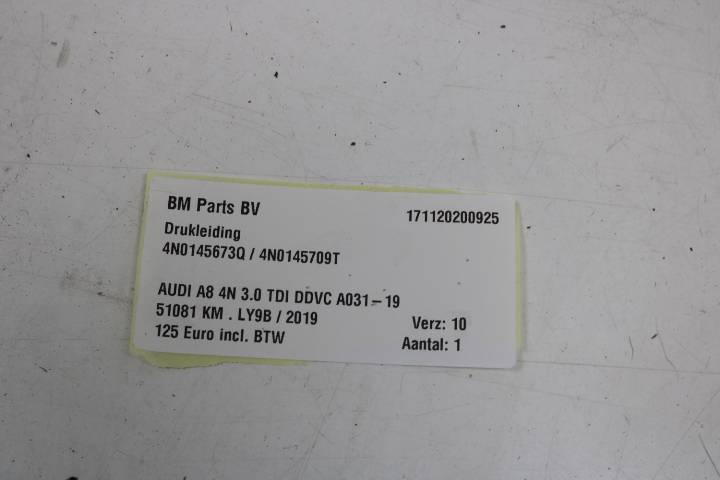 BM Parts BV 171120200925
Drukleiding
4N0145673Q / 4N0145709T
AUDI A8 4N 3.0 TDI DDVC A031-19
51081 KM . LY9B / 2019 Verz: 10
125 Euro incl. BTW Aantal: 1